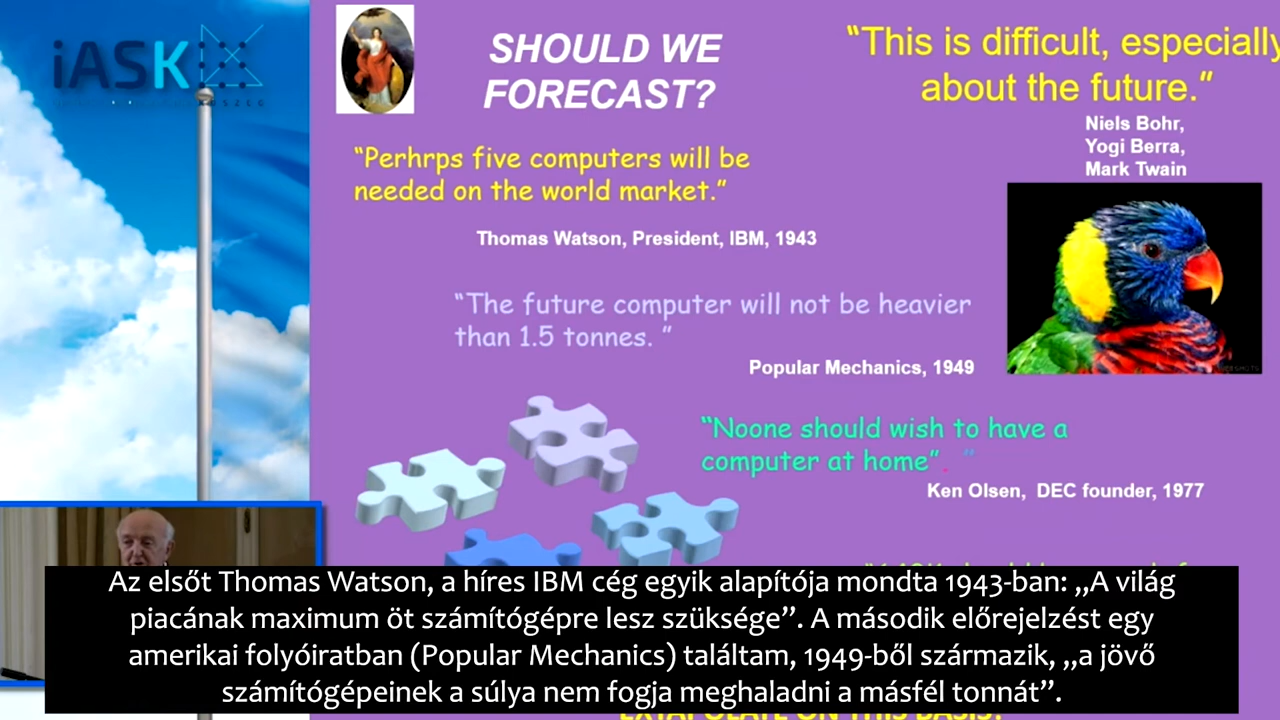 iASK
SHOULD WE
FORECAST?
“This is difficult, especially
about the future.”
Niels Bohr,
Yogi Berra,
Mark Twain
“Perhrps five computers will be
needed on the world market.”
Thomas Watson, President, IBM, 1943
“The future computer will not be heavier
than 1.5 tonnes. ”
Popular Mechanics, 1949
“Noone should wish to have a
computer at home”. ”
Ken Olsen, DEC founder, 1977
Az elsőt Thomas Watson, a híres IBM cég egyik alapítója mondta 1943-ban: „A világ
piacának maximum öt számítógépre lesz szüksége”. A második előrejelzést egy
amerikai folyóiratban (Popular Mechanics) találtam, 1949-ből származik, „a jövő
számítógépeinek a súlya nem fogja meghaladni a másfél tonnát”.
EXTAPOLATE ON THIS BASIS?